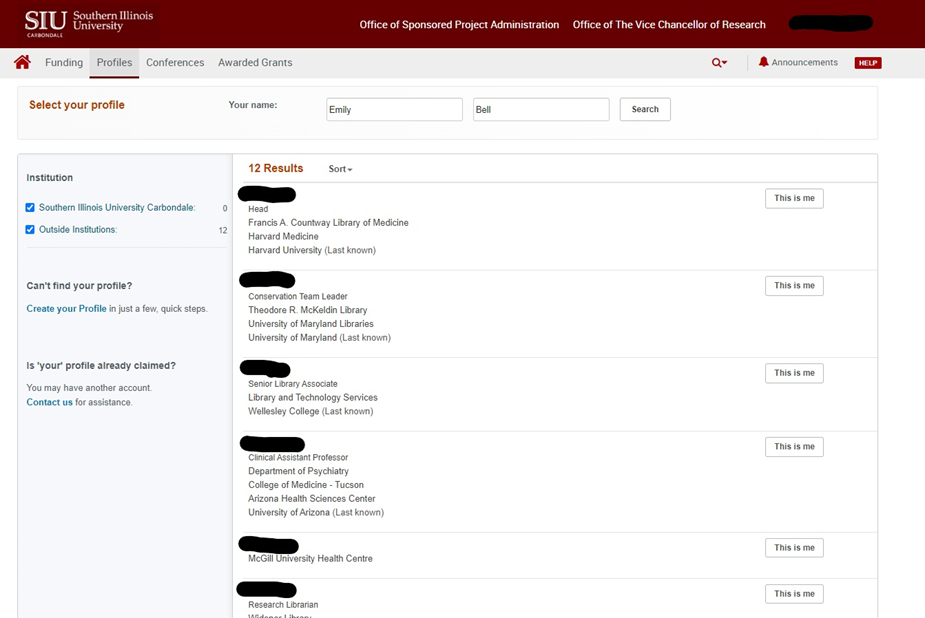 SIU Southern Illinois University
CARBONDALE
Office of Sponsored Project Administration Office of The Vice Chancellor of Research
Funding Profiles Conferences Awarded Grants Announcements HELP
Select your profile Your name: Emily Bell Search
Institution
Southern Illinois University Carbondale: 0
Outside Institutions: 12
Can't find your profile?
Create your Profile in just a few, quick steps.
Is 'your' profile already claimed?
You may have another account.
Contact us for assistance.
12 Results Sort
This is me
Head
Francis A. Countway Library of Medicine
Harvard Medicine
Harvard University (Last known)
This is me
Conservation Team Leader
Theodore R. McKeldin Library
University of Maryland Libraries
University of Maryland (Last known)
This is me
Senior Library Associate
Library and Technology Services
Wellesley College (Last known)
This is me
Clinical Assistant Professor
Department of Psychiatry
College of Medicine - Tucson
Arizona Health Sciences Center
University of Arizona (Last known)
This is me
McGill University Health Centre
This is me
Research Librarian
Widener Library